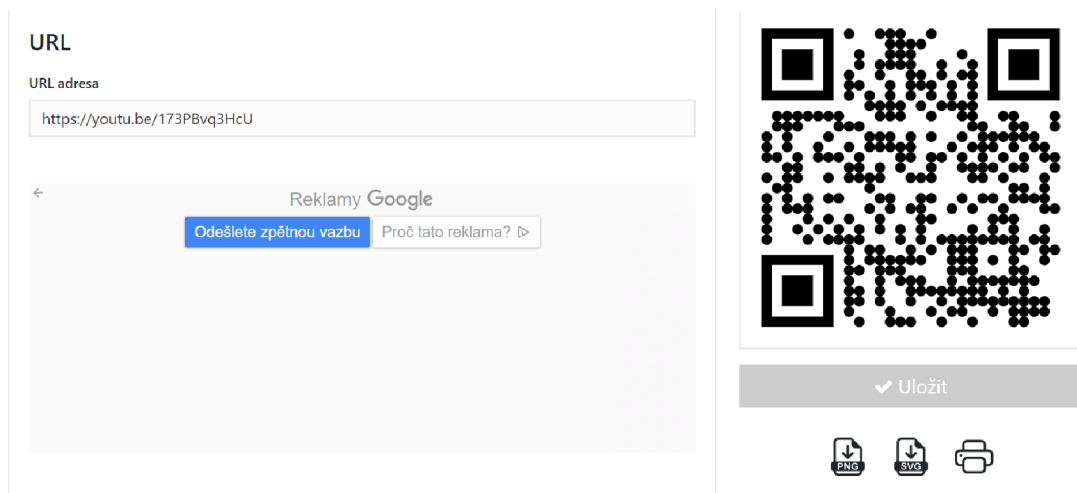 URL
URL adresa
https://youtu.be/173PBvq3HcU
Reklamy Google
Odešlete zpětnou vazbu
Proč tato reklama?
Uložit
PNG
SVG